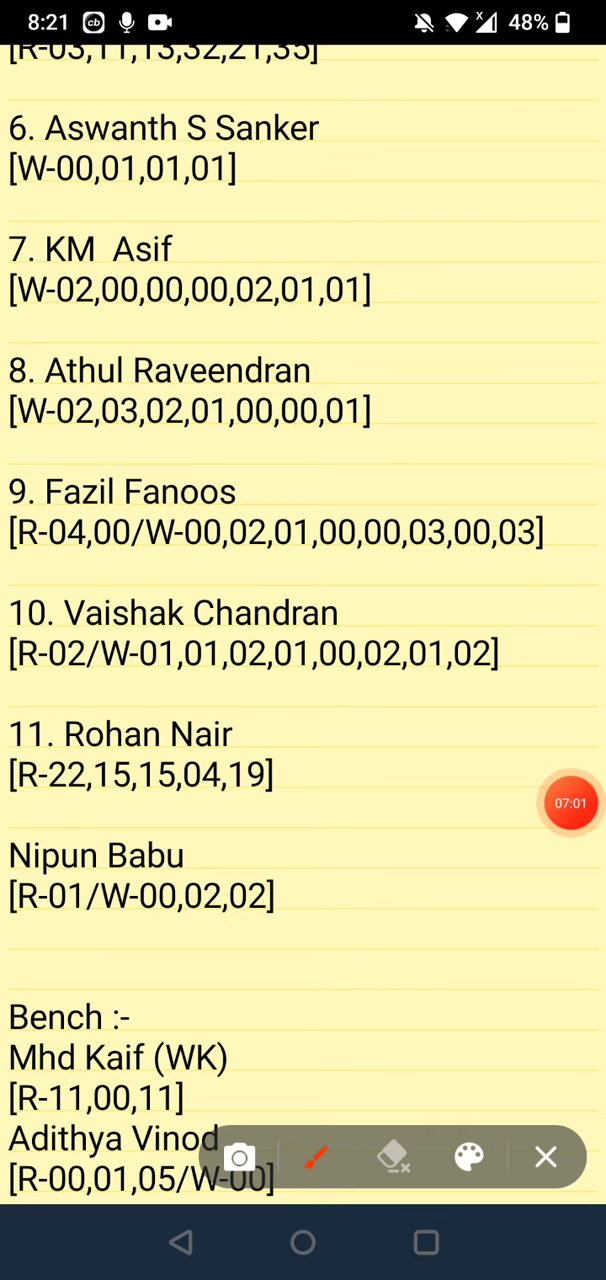 8:21
cb
x
48%
[R-03,11,13,32,21,35]
6. Aswanth S Sanker
[W-00,01,01,01]
7. KM Asif
[W-02,00,00,00,02,01,01]
8. Athul Raveendran
[W-02,03,02,01,00,00,01]
9. Fazil Fanoos
[R-04,00/W-00,02,01,00,00,03,00,03]
10. Vaishak Chandran
[R-02/W-01,01,02,01,00,02,01,02]
11. Rohan Nair
[R-22,15,15,04,19]
07:01
Nipun Babu
[R-01/W-00,02,02]
Bench :-
Mhd Kaif (WK)
[R-11,00,11]
Adithya Vinod
[R-00,01,05/W-00]